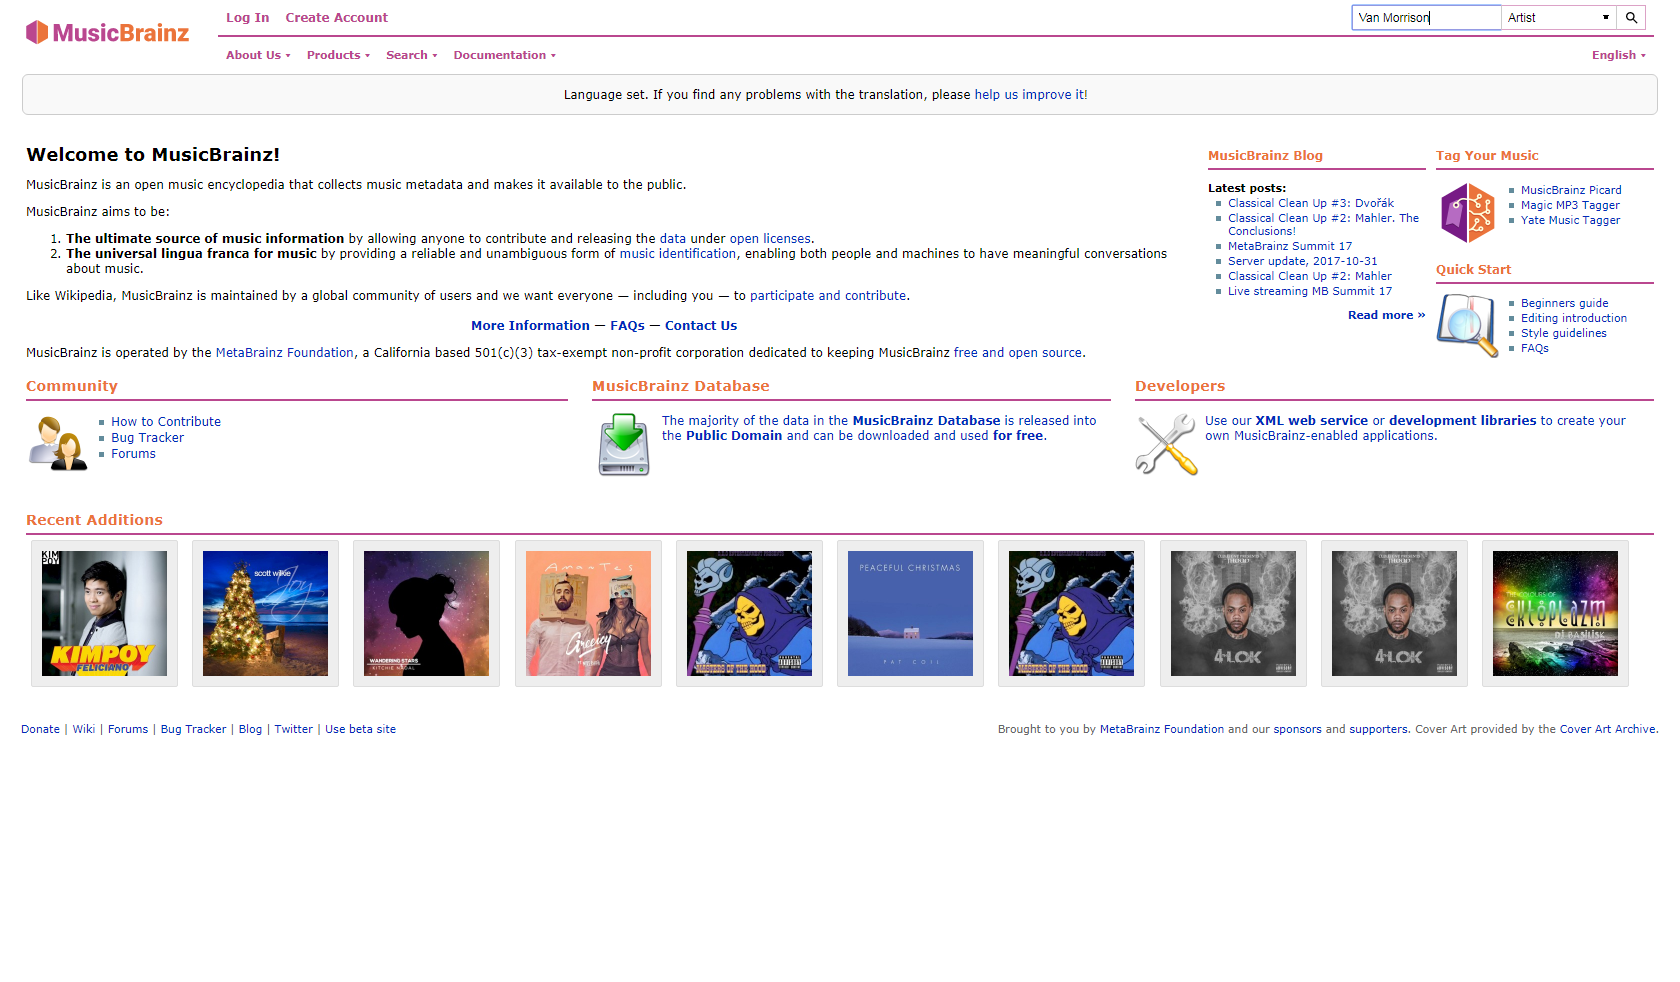 MusicBrainz
Log In Create Account
Van Morrison Artist
About Us Products Search Documentation English
Language set. If you find any problems with the translation, please help us improve it!
Welcome to MusicBrainz!
MusicBrainz is an open music encyclopedia that collects music metadata and makes it available to the public.
MusicBrainz aims to be:
1. The ultimate source of music information by allowing anyone to contribute and releasing the data under open licenses.
2. The universal lingua franca for music by providing a reliable and unambiguous form of music identification, enabling both people and machines to have meaningful conversations
about music.
Like Wikipedia, MusicBrainz is maintained by a global community of users and we want everyone — including you — to participate and contribute.
More Information — FAQs — Contact Us
MusicBrainz is operated by the MetaBrainz Foundation, a California based 501(c)(3) tax-exempt non-profit corporation dedicated to keeping MusicBrainz free and open source.
MusicBrainz Blog
Latest posts:
Classical Clean Up #3: Dvořák
Classical Clean Up #2: Mahler. The
Conclusions!
MetaBrainz Summit 17
Server update, 2017-10-31
Classical Clean Up #2: Mahler
Live streaming MB Summit 17
Read more »
Tag Your Music
MusicBrainz Picard
Magic MP3 Tagger
Yate Music Tagger
Quick Start
Beginners guide
Editing introduction
Style guidelines
FAQs
Community
How to Contribute
Bug Tracker
Forums
MusicBrainz Database
The majority of the data in the MusicBrainz Database is released into
the Public Domain and can be downloaded and used for free.
Developers
Use our XML web service or development libraries to create your
own MusicBrainz-enabled applications.
Recent Additions
KIM
POY
KIMPOY
FELICIANO
scott wilkie
Joy
WANDERING STARS
RITCHIE NADAL
Amantes
Greeicy
MASTERS OF THE HOOD
PEACEFUL CHRISTMAS
PAT COIL
MASTERS OF THE HOOD
4LOK
4LOK
THE COLOURS OF
EKTOPLAZM
DJ BASILISK
Donate | Wiki | Forums | Bug Tracker | Blog | Twitter | Use beta site
Brought to you by MetaBrainz Foundation and our sponsors and supporters. Cover Art provided by the Cover Art Archive.